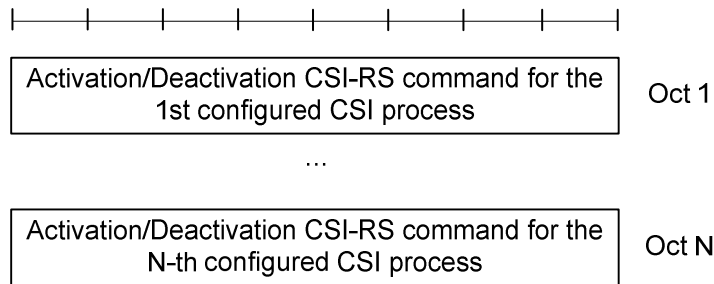 Activation/Deactivation CSI-RS command for the
1st configured CSI process
Oct 1
...
Activation/Deactivation CSI-RS command for the
N-th configured CSI process
Oct N